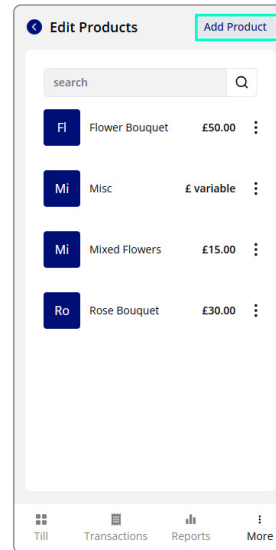 Edit Products
Add Product
search
Fl Flower Bouquet £50.00
Mi Misc £ variable
Mi Mixed Flowers £15.00
Ro Rose Bouquet £30.00
Till Transactions Reports More